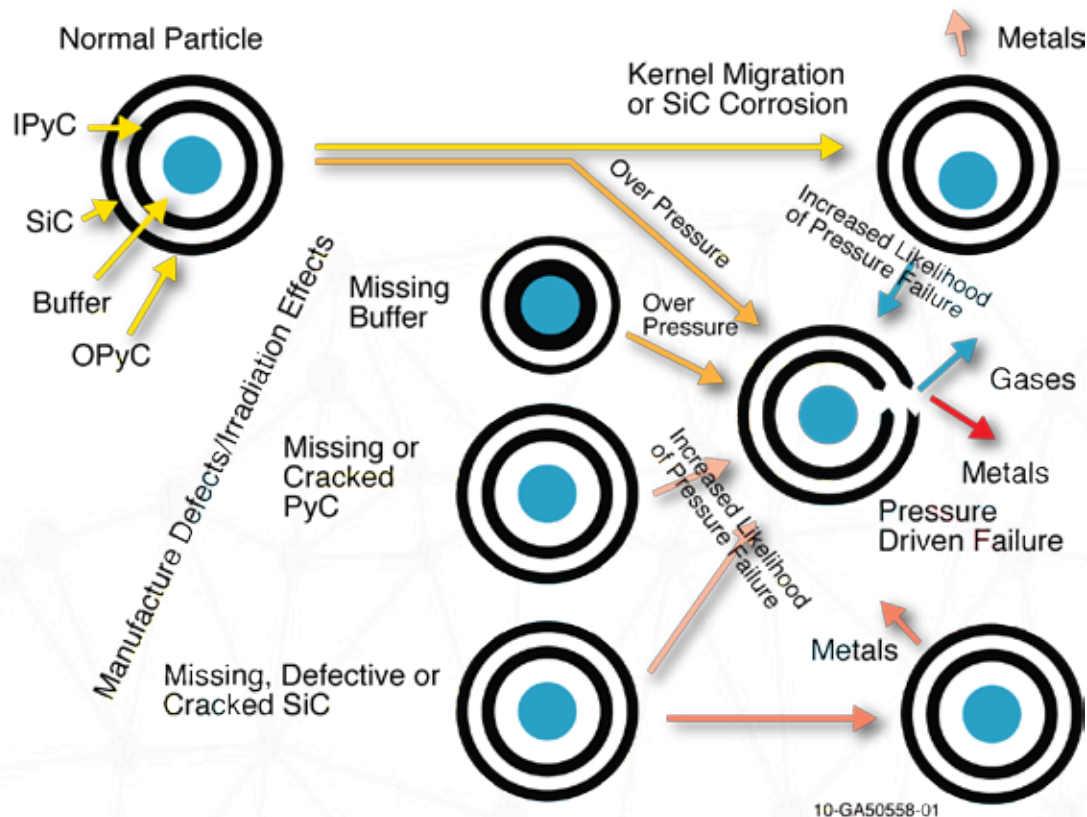 Normal Particle
Metals
Kernel Migration
or SiC Corrosion
IPyC
SiC
Buffer
OPyC
Over Pressure
Increased Likelihood
of Pressure Failure
Manufacture Defects/Irradiation Effects
Missing
Buffer
Over
Pressure
Gases
Metals
Pressure
Driven Failure
Missing or
Cracked
PyC
Increased Likelihood
of Pressure Failure
Missing, Defective or
Cracked SiC
Metals
10-GA50558-01